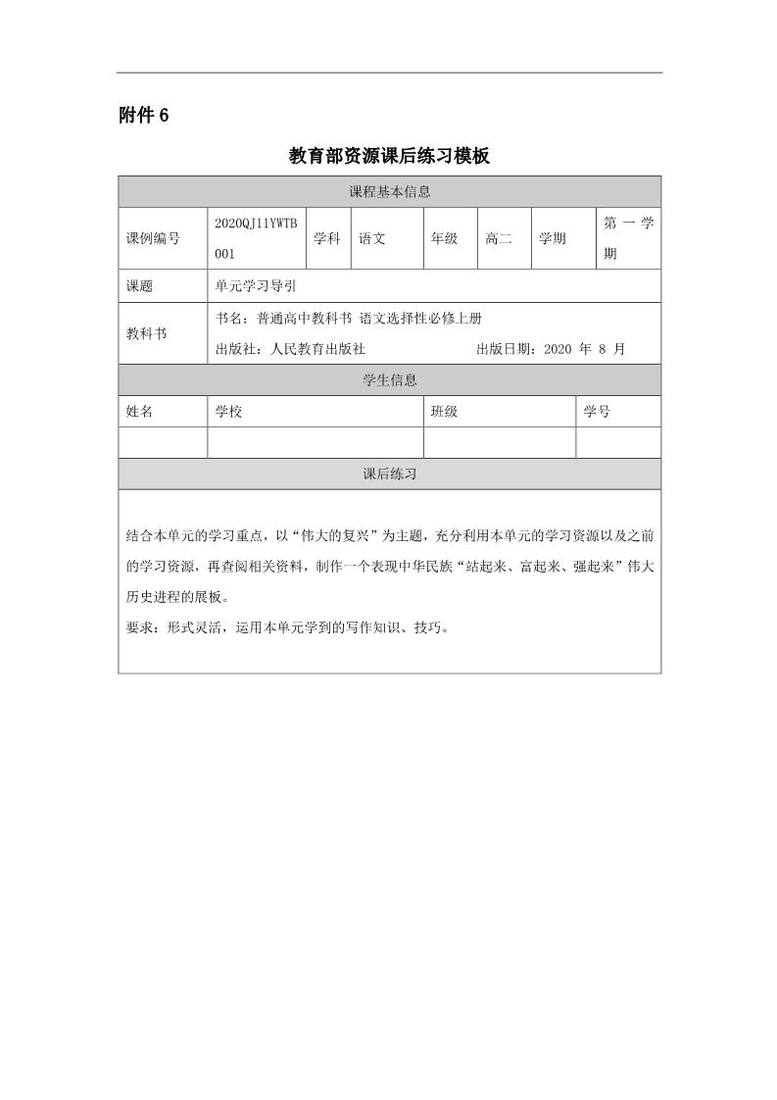 附件 6
教育部资源课后练习模板
课程基本信息
课例编号 2020QJ11YWTB001 学科 语文 年级 高二 学期 第一学期
课题 单元学习导引
教科书 书名：普通高中教科书 语文选择性必修上册
出版社：人民教育出版社 出版日期：2020 年 8 月
学生信息
姓名 学校 班级 学号
课后练习
结合本单元的学习重点，以“伟大的复兴”为主题，充分利用本单元的学习资源以及之前
的学习资源，再查阅相关资料，制作一个表现中华民族“站起来、富起来、强起来”伟大
历史进程的展板。
要求：形式灵活，运用本单元学到的写作知识、技巧。